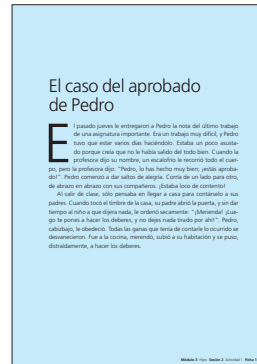 El caso del aprobado
de Pedro
El pasado jueves le entregaron a Pedro la nota del último trabajo
de una asignatura importante. Era un trabajo muy difícil, y Pedro
tuvo que estar varios días haciéndolo. Estaba un poco asusta-
do porque creía que no le había salido del todo bien. Cuando la
profesora dijo su nombre, un escalofrío le recorrió todo el cuer-
po, pero la profesora dijo: "Pedro, lo has hecho muy bien; ¡estás aproba-
do!". Pedro comenzó a dar saltos de alegría. Corría de un lado para otro,
de abrazo en abrazo con sus compañeros. ¡Estaba loco de contento!
Al salir de clase, sólo pensaba en llegar a casa para contárselo a sus
padres. Cuando tocó el timbre de la casa, su padre abrió la puerta, y sin dar
tiempo al niño a que dijera nada, le ordenó secamente: "¡Merienda! ¡Lue-
go te pones a hacer los deberes, y no dejes nada tirado por ahí!". Pedro,
cabizbajo, le obedeció. Todas las ganas que tenía de contarle lo ocurrido se
desvanecieron. Fue a la cocina, merendó, subió a su habitación y se puso,
distraídamente, a hacer los deberes.
Módulo 3 Hijos Sesión 2 Actividad 1 Ficha 1